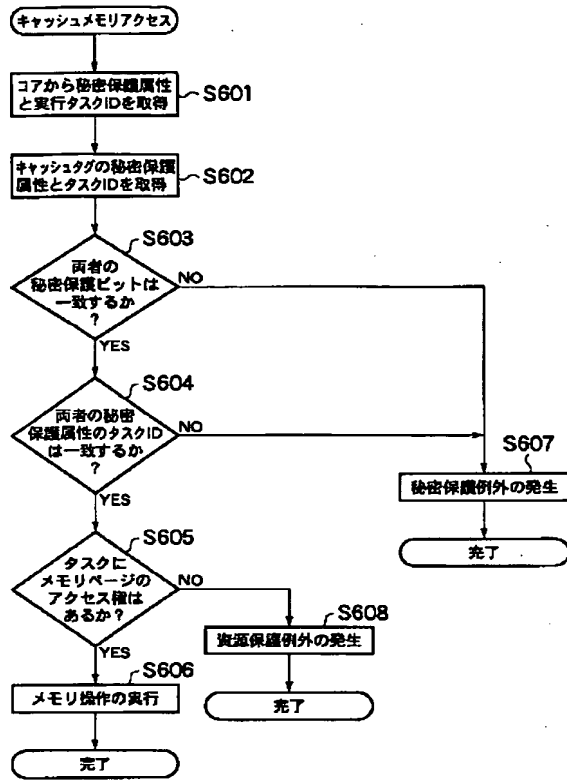 キャッシュメモリアクセス
コアから秘密保護属性
と実行タスクIDを取得
S601
キャッシュタグの秘密保護
属性とタスクIDを取得
S602
S603
両者の
秘密保護ビットは
一致するか
?
NO
YES
S604
両者の秘密
保護属性のタスクID
は一致するか
?
NO
YES
S607
秘密保護例外の発生
完了
S605
タスクに
メモリページの
アクセス権は
あるか?
NO
YES
S608
資源保護例外の発生
完了
S606
メモリ操作の実行
完了